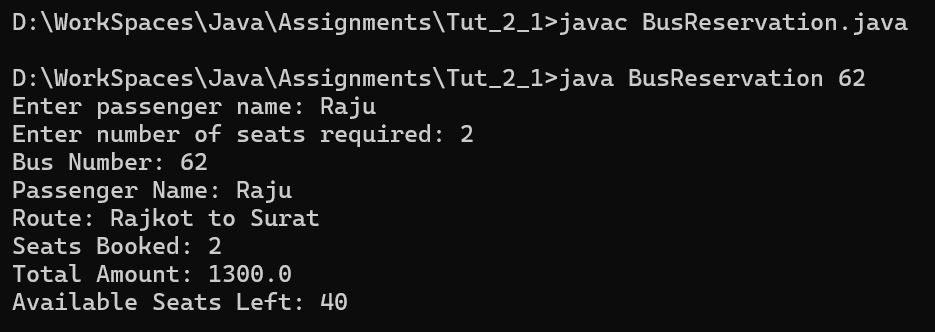 D:\WorkSpaces\Java\Assignments\Tut_2_1>javac BusReservation.java
D:\WorkSpaces\Java\Assignments\Tut_2_1>java BusReservation 62
Enter passenger name: Raju
Enter number of seats required: 2
Bus Number: 62
Passenger Name: Raju
Route: Rajkot to Surat
Seats Booked: 2
Total Amount: 1300.0
Available Seats Left: 40